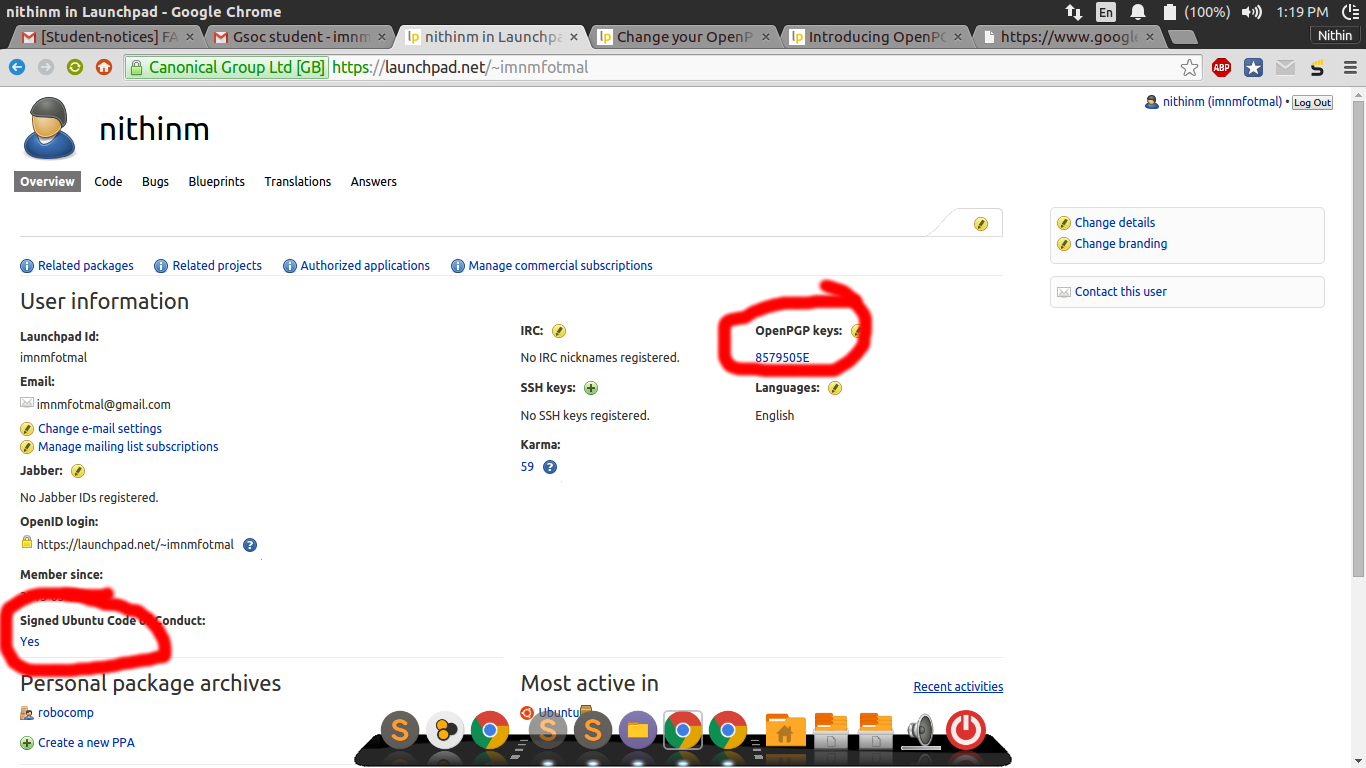 nithinm in Launchpad - Google Chrome
En (100%) 1:19 PM
[Student-notices] FA
Gsoc student - imnm
nithinm in Launchpa
Change your OpenP
Introducing OpenPG
https://www.google
Nithin
Canonical Group Ltd [GB] https://launchpad.net/~imnmfotmal
ABP
nithinm
nithinm (imnmfotmal) • Log Out
Overview Code Bugs Blueprints Translations Answers
Change details
Change branding
Contact this user
Related packages Related projects Authorized applications Manage commercial subscriptions
User information
Launchpad Id:
imnmfotmal
Email:
imnmfotmal@gmail.com
Change e-mail settings
Manage mailing list subscriptions
Jabber:
No Jabber IDs registered.
OpenID login:
https://launchpad.net/~imnmfotmal
Member since:
Signed Ubuntu Code of Conduct:
Yes
IRC:
No IRC nicknames registered.
SSH keys:
No SSH keys registered.
Karma:
59
OpenPGP keys:
8579505E
Languages:
English
Personal package archives
robocomp
Create a new PPA
Most active in
Recent activities
Ubuntu